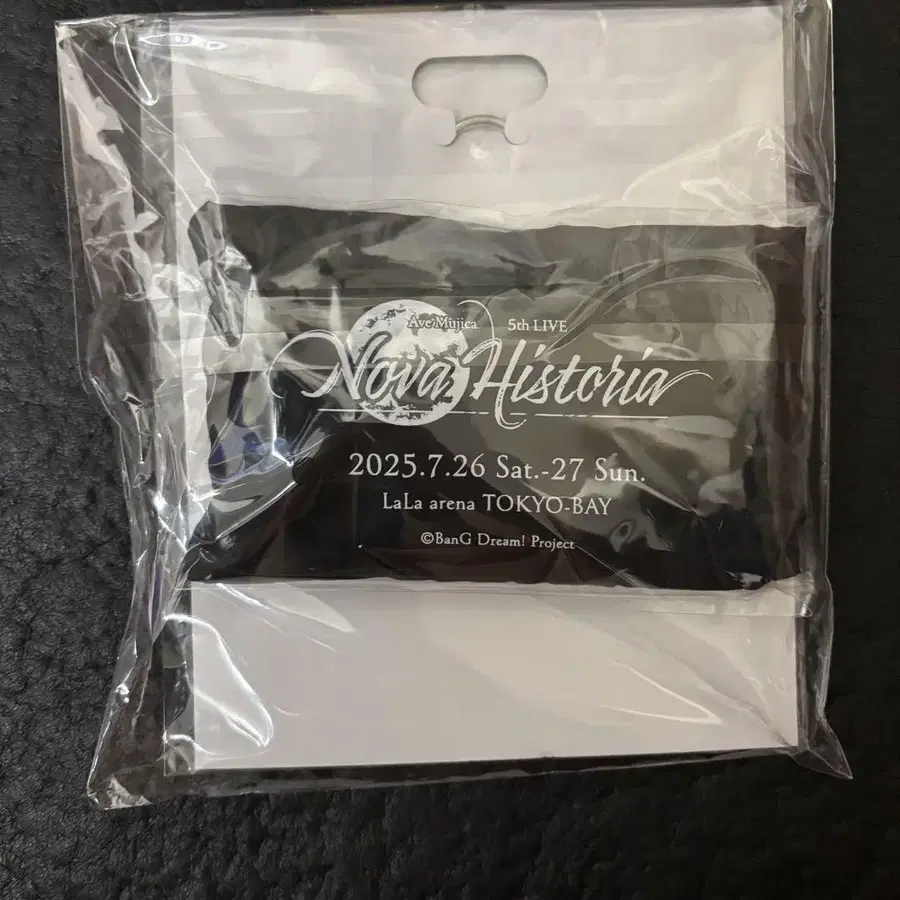 Ave Mujica 5th LIVE
Nova Historia
2025.7.26 Sat.-27 Sun.
LaLa arena TOKYO-BAY
©BanG Dream! Project